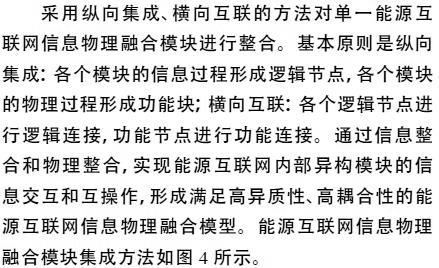 采用纵向集成、横向互联的方法对单一能源互
联网信息物理融合模块进行整合。基本原则是纵向
集成：各个模块的信息过程形成逻辑节点，各个模块
的物理过程形成功能块；横向互联：各个逻辑节点进
行逻辑连接，功能节点进行功能连接。通过信息整
合和物理整合，实现能源互联网内部异构模块的信
息交互和互操作，形成满足高异质性、高耦合性的能
源互联网信息物理融合模型。能源互联网信息物理
融合模块集成方法如图 4 所示。